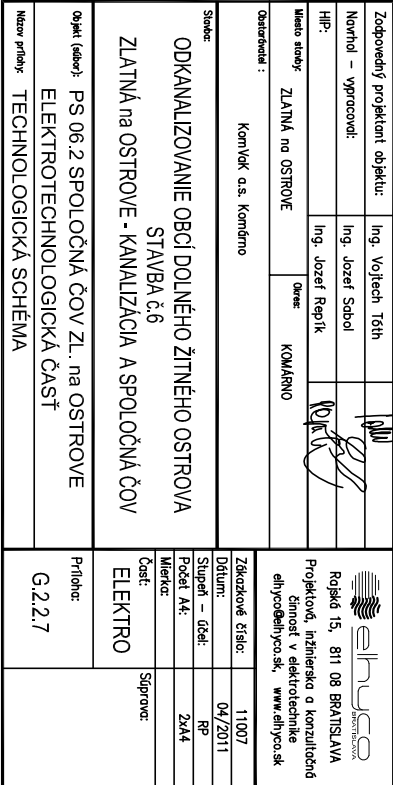 Zodpovedný projektant objektu: Ing. Vojtech Tóth
Navrhol – vypracoval: Ing. Jozef Sabol
HIP: Ing. Jozef Repík
Miesto stavby: ZLATNÁ na OSTROVE
Okres: KOMÁRNO
Obstarávateľ : KomVaK a.s. Komárno
Stavba:
ODKANALIZOVANIE OBCÍ DOLNÉHO ŽITNÉHO OSTROVA
STAVBA č.6
ZLATNÁ na OSTROVE - KANALIZÁCIA A SPOLOČNÁ ČOV
Objekt (súbor): PS 06.2 SPOLOČNÁ ČOV ZL. na OSTROVE
ELEKTROTECHNOLOGICKÁ ČASŤ
Názov prílohy: TECHNOLOGICKÁ SCHÉMA
elhyco
BRATISLAVA
Rajská 15, 811 08 BRATISLAVA
Projektová, inžinierska a konzultačná
činnosť v elektrotechnike
elhyco@elhyco.sk, www.elhyco.sk
Zákazkové číslo: 11007
Dátum: 04/2011
Stupeň – účel: RP
Počet A4: 2xA4
Mierka:
Časť:
ELEKTRO
Súprava:
Príloha:
G.2.2.7